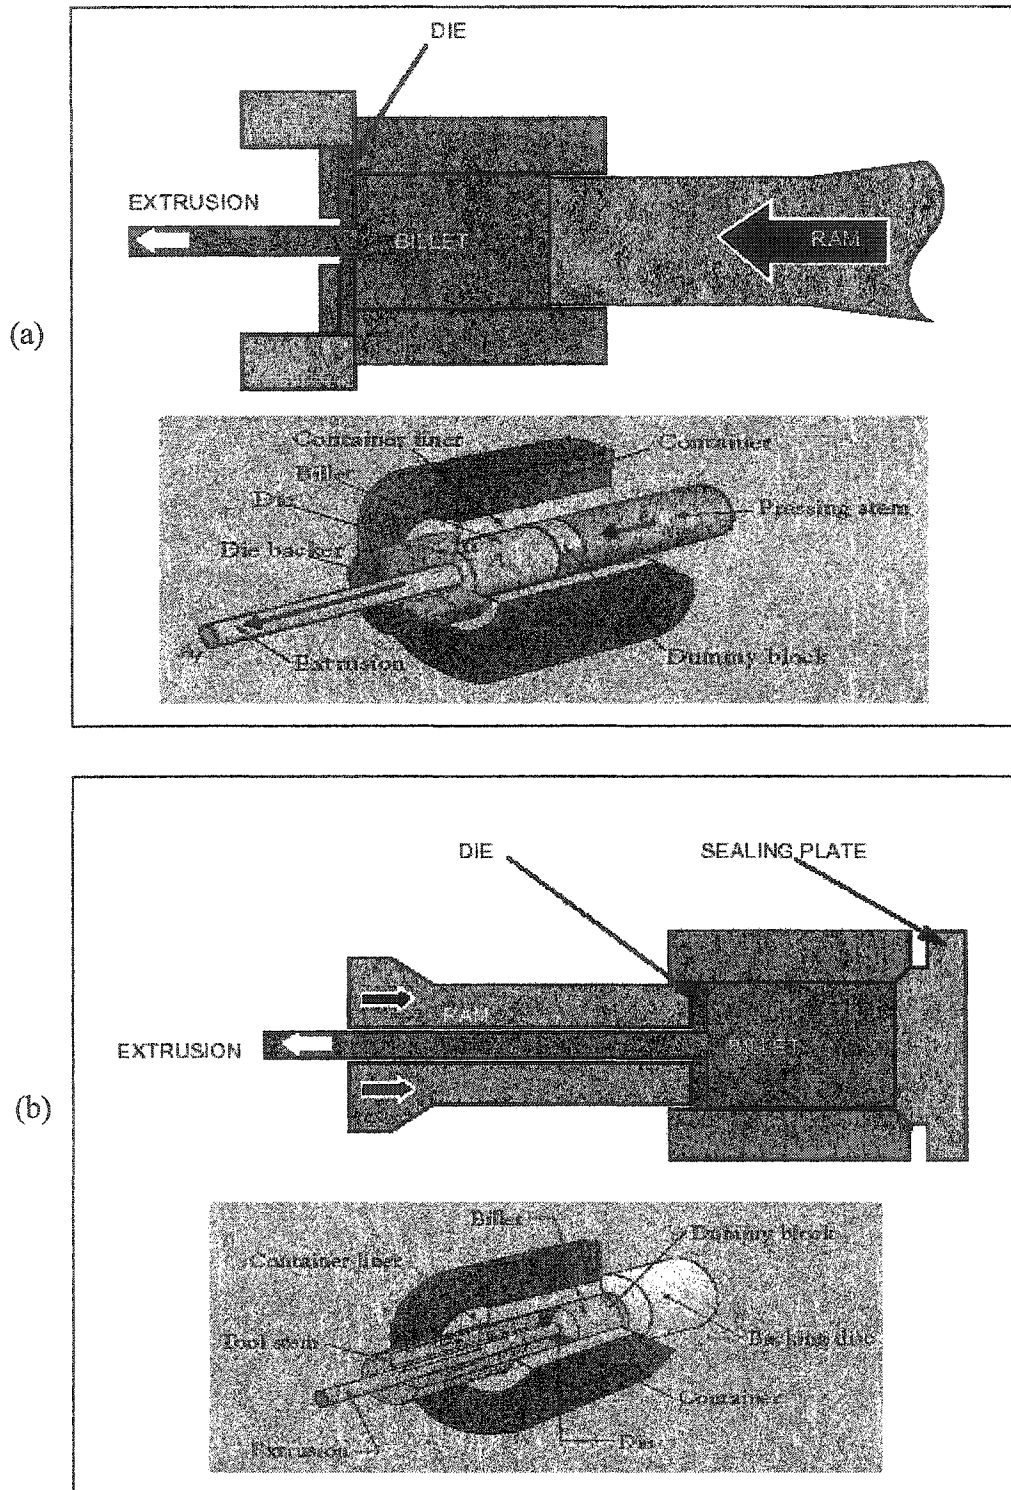 DIE
EXTRUSION
BILLET
RAM
(a)
Container liner
Container
Billet
Die
Pressing stem
Die backer
Extrusion
Dummy block
DIE
SEALING PLATE
RAM
EXTRUSION
BILLET
(b)
Billet
Dummy block
Container liner
Tool stem
Backing disc
Container
Extrusion
Die